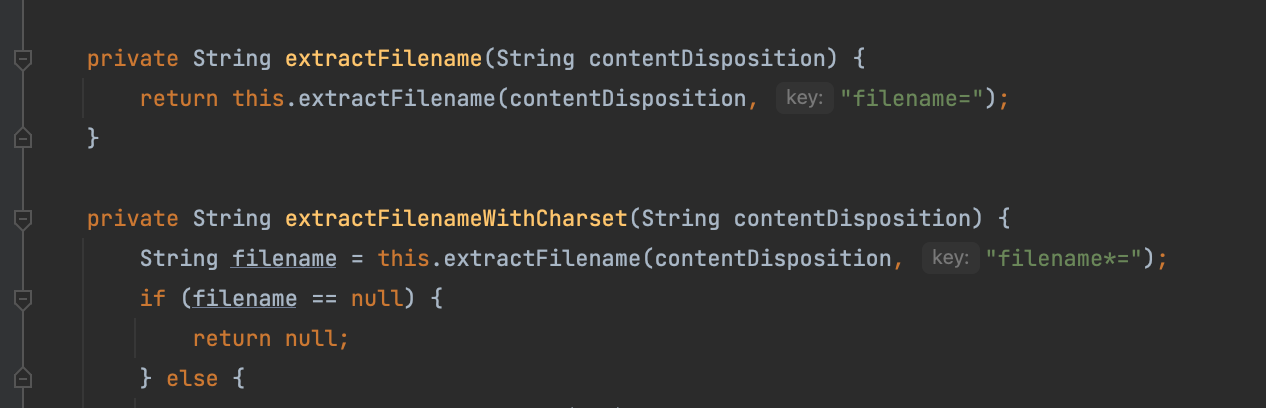 private String extractFilename(String contentDisposition) {
return this.extractFilename(contentDisposition, key: "filename=");
}
private String extractFilenameWithCharset(String contentDisposition) {
String filename = this.extractFilename(contentDisposition, key: "filename*=");
if (filename == null) {
return null;
} else {